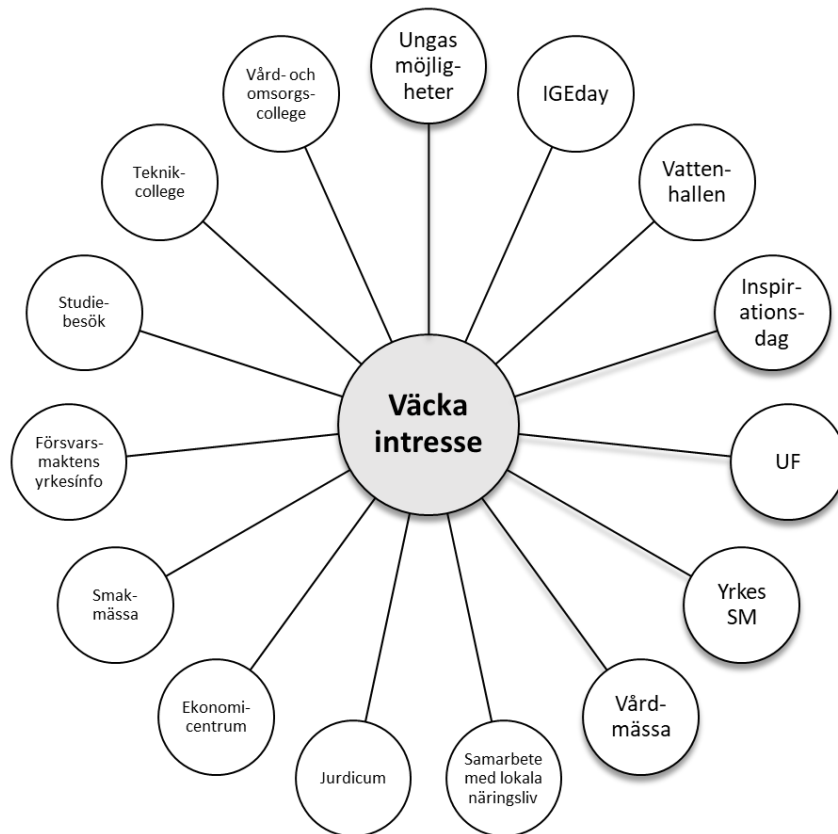 Ungas
möjlig-
heter
IGEday
Vatten-
hallen
Inspir-
ations-
dag
UF
Yrkes
SM
Vård-
mässa
Samarbete
med lokala
näringsliv
Jurdicum
Ekonomi-
centrum
Smak-
mässa
Försvars-
maktens
yrkesínfo
Studie-
besök
Teknik-
college
Vård- och
omsorgs-
college
Väcka
intresse